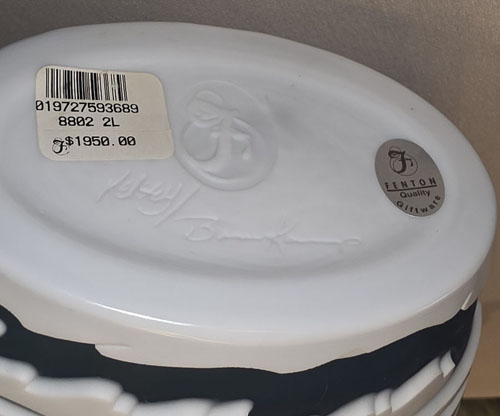 019727593689
8802 2L
F $1950.00
F
F
FENTON
Quality
Giftware